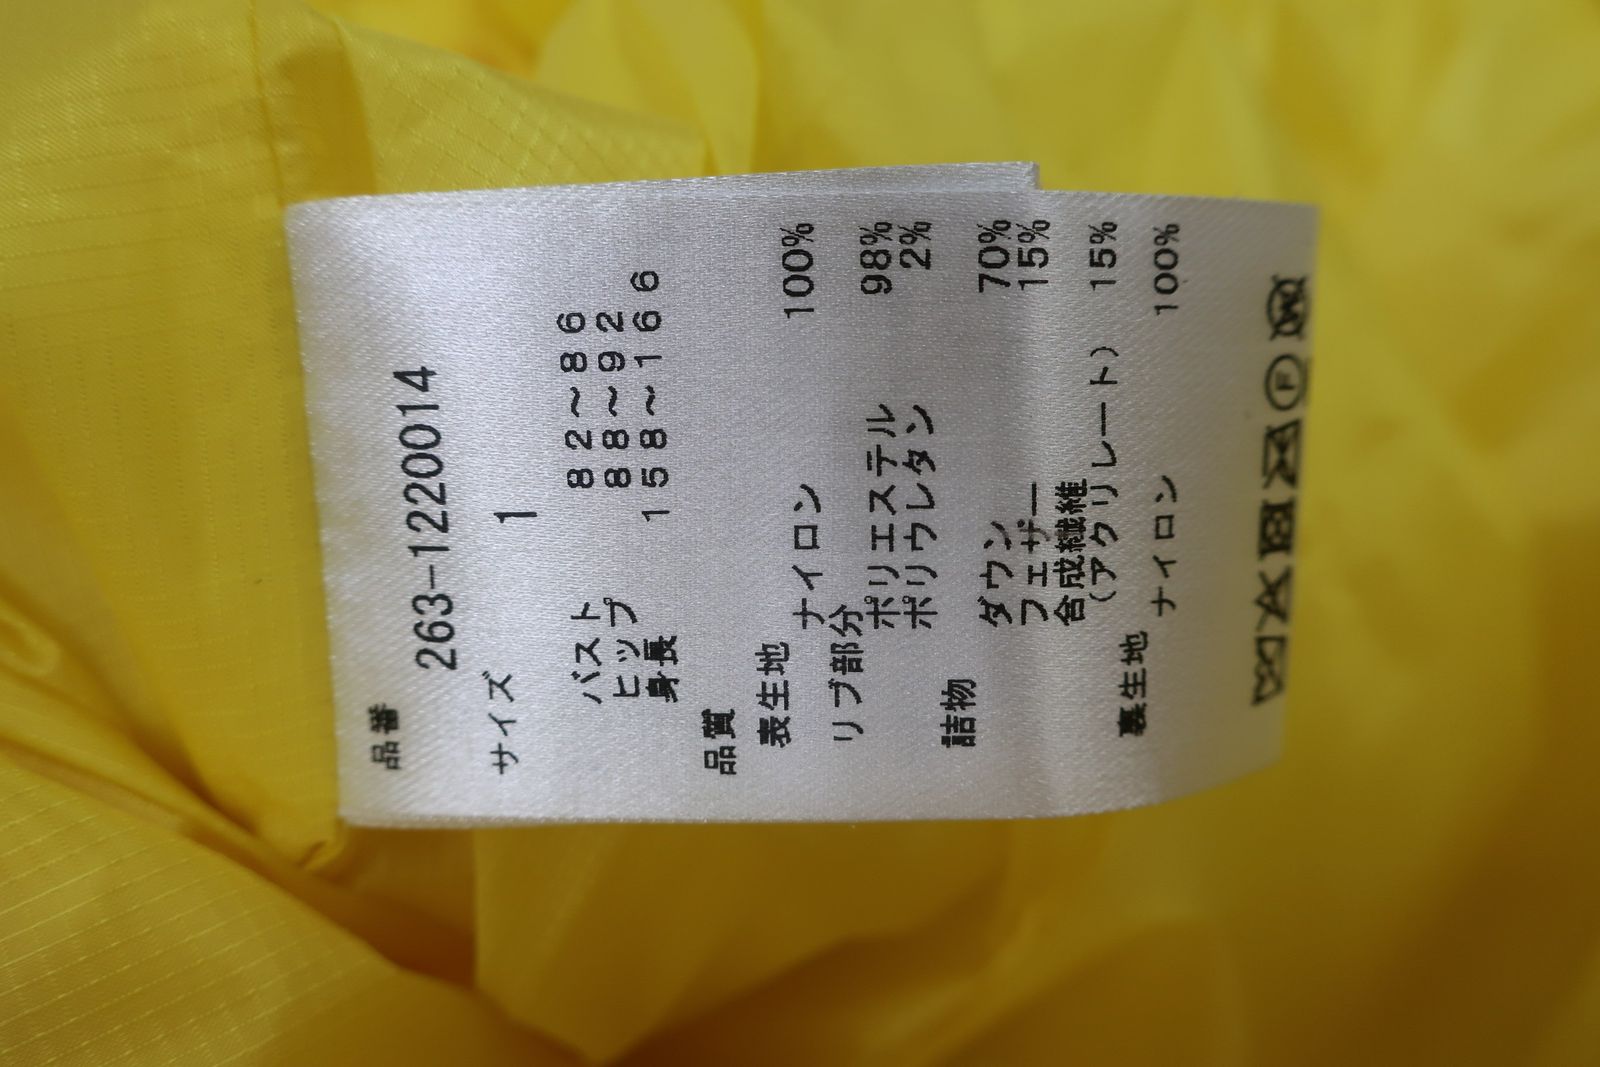 品番
263-122014
サイズ 1
バスト 82～86
ヒップ 88～92
身長 158～166
品質
表生地
ナイロン 100%
リブ部分
ポリエステル 98%
ポリウレタン 2%
詰物
ダウン 70%
フェザー 15%
合成繊維
（アクリレート） 15%
裏生地
ナイロン 100%
F
W